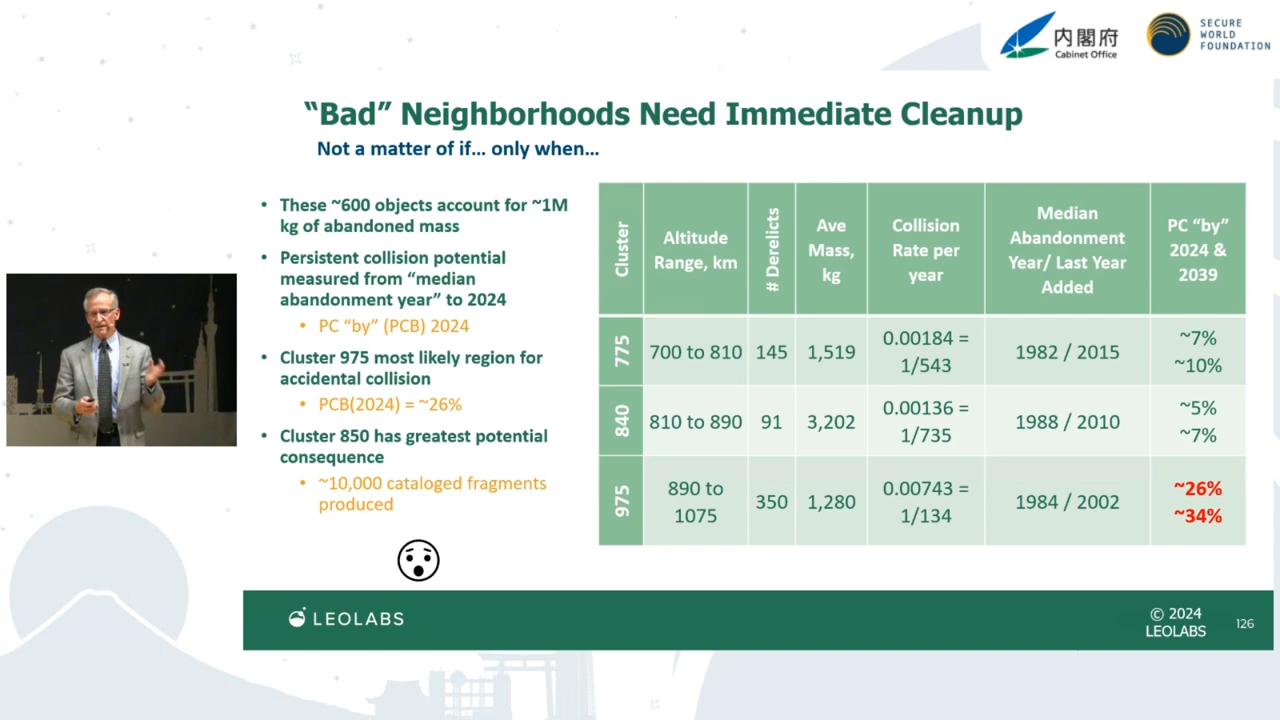 内閣府
Cabinet Office
SECURE
WORLD
FOUNDATION
“Bad” Neighborhoods Need Immediate Cleanup
Not a matter of if... only when...
• These ~600 objects account for ~1M
kg of abandoned mass
• Persistent collision potential
measured from “median
abandonment year” to 2024
• PC “by” (PCB) 2024
• Cluster 975 most likely region for
accidental collision
• PCB(2024) = ~26%
• Cluster 850 has greatest potential
consequence
• ~10,000 cataloged fragments
produced
Cluster
Altitude
Range, km
# Derelicts
Ave
Mass,
kg
Collision
Rate per
year
Median
Abandonment
Year/ Last Year
Added
PC “by”
2024 &
2039
775
700 to 810
145
1,519
0.00184 =
1/543
1982 / 2015
~7%
~10%
840
810 to 890
91
3,202
0.00136 =
1/735
1988 / 2010
~5%
~7%
975
890 to
1075
350
1,280
0.00743 =
1/134
1984 / 2002
~26%
~34%
LEOLABS
© 2024
LEOLABS
126